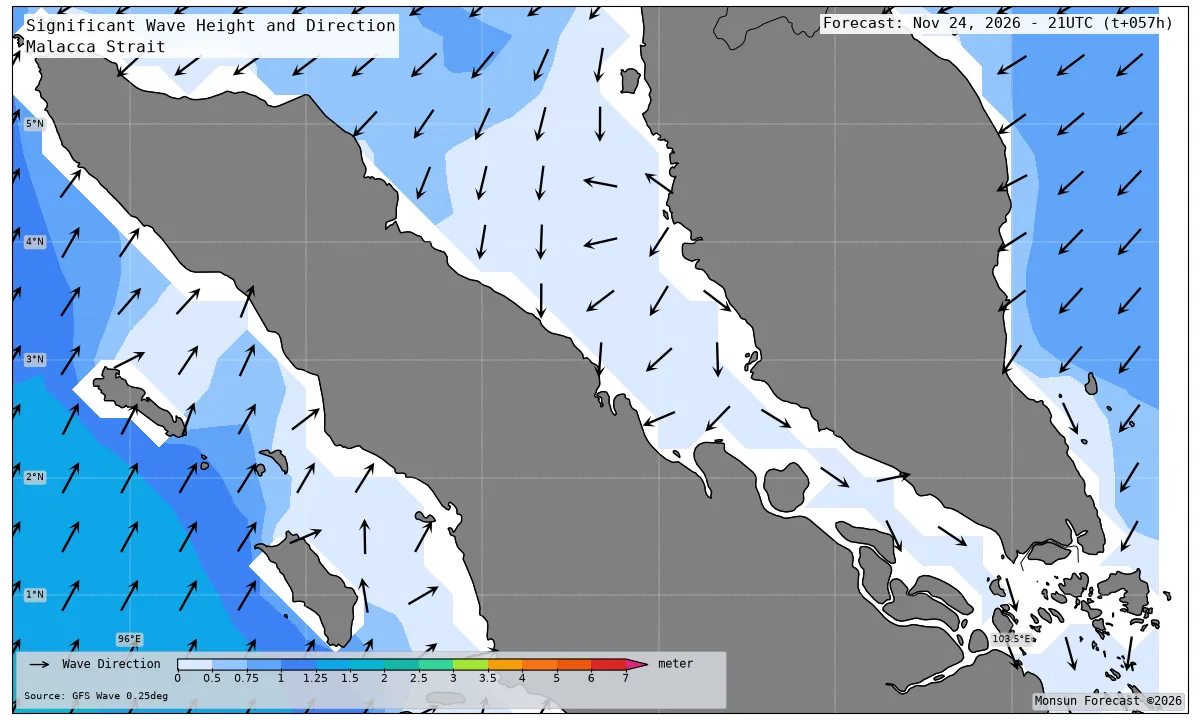 Significant Wave Height and Direction
Malacca Strait
Forecast: Nov 24, 2026 - 21UTC (t+057h)
5°N
4°N
3°N
2°N
1°N
96°E
103.5°E
Wave Direction
meter
0 0.5 0.75 1 1.25 1.5 2 2.5 3 3.5 4 5 6 7
Source: GFS Wave 0.25deg
Monsun Forecast ©2026